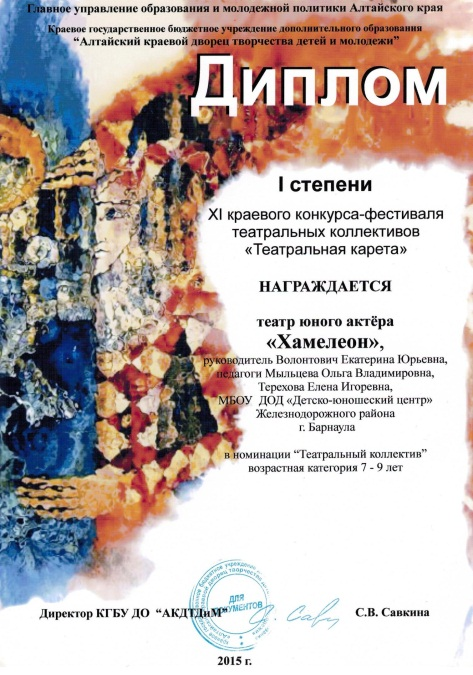 Главное управление образования и молодежной политики Алтайского края
Краевое государственное бюджетное учреждение дополнительного образования
“Алтайский краевой дворец творчества детей и молодежи”
Диплом
I степени
XI краевого конкурса-фестиваля
театральных коллективов
«Театральная карета»
НАГРАЖДАЕТСЯ
театр юного актёра
«Хамелеон»,
руководитель Волонтович Екатерина Юрьевна,
педагоги Мыльцева Ольга Владимировна,
Терехова Елена Игоревна,
МБОУ ДОД «Детско-юношеский центр»
Железнодорожного района
г. Барнаула
в номинации “Театральный коллектив”
возрастная категория 7 - 9 лет
ДЛЯ
ДОКУМЕНТОВ
Директор КГБУ ДО “АКДТДиМ”
С.В. Савкина
2015 г.